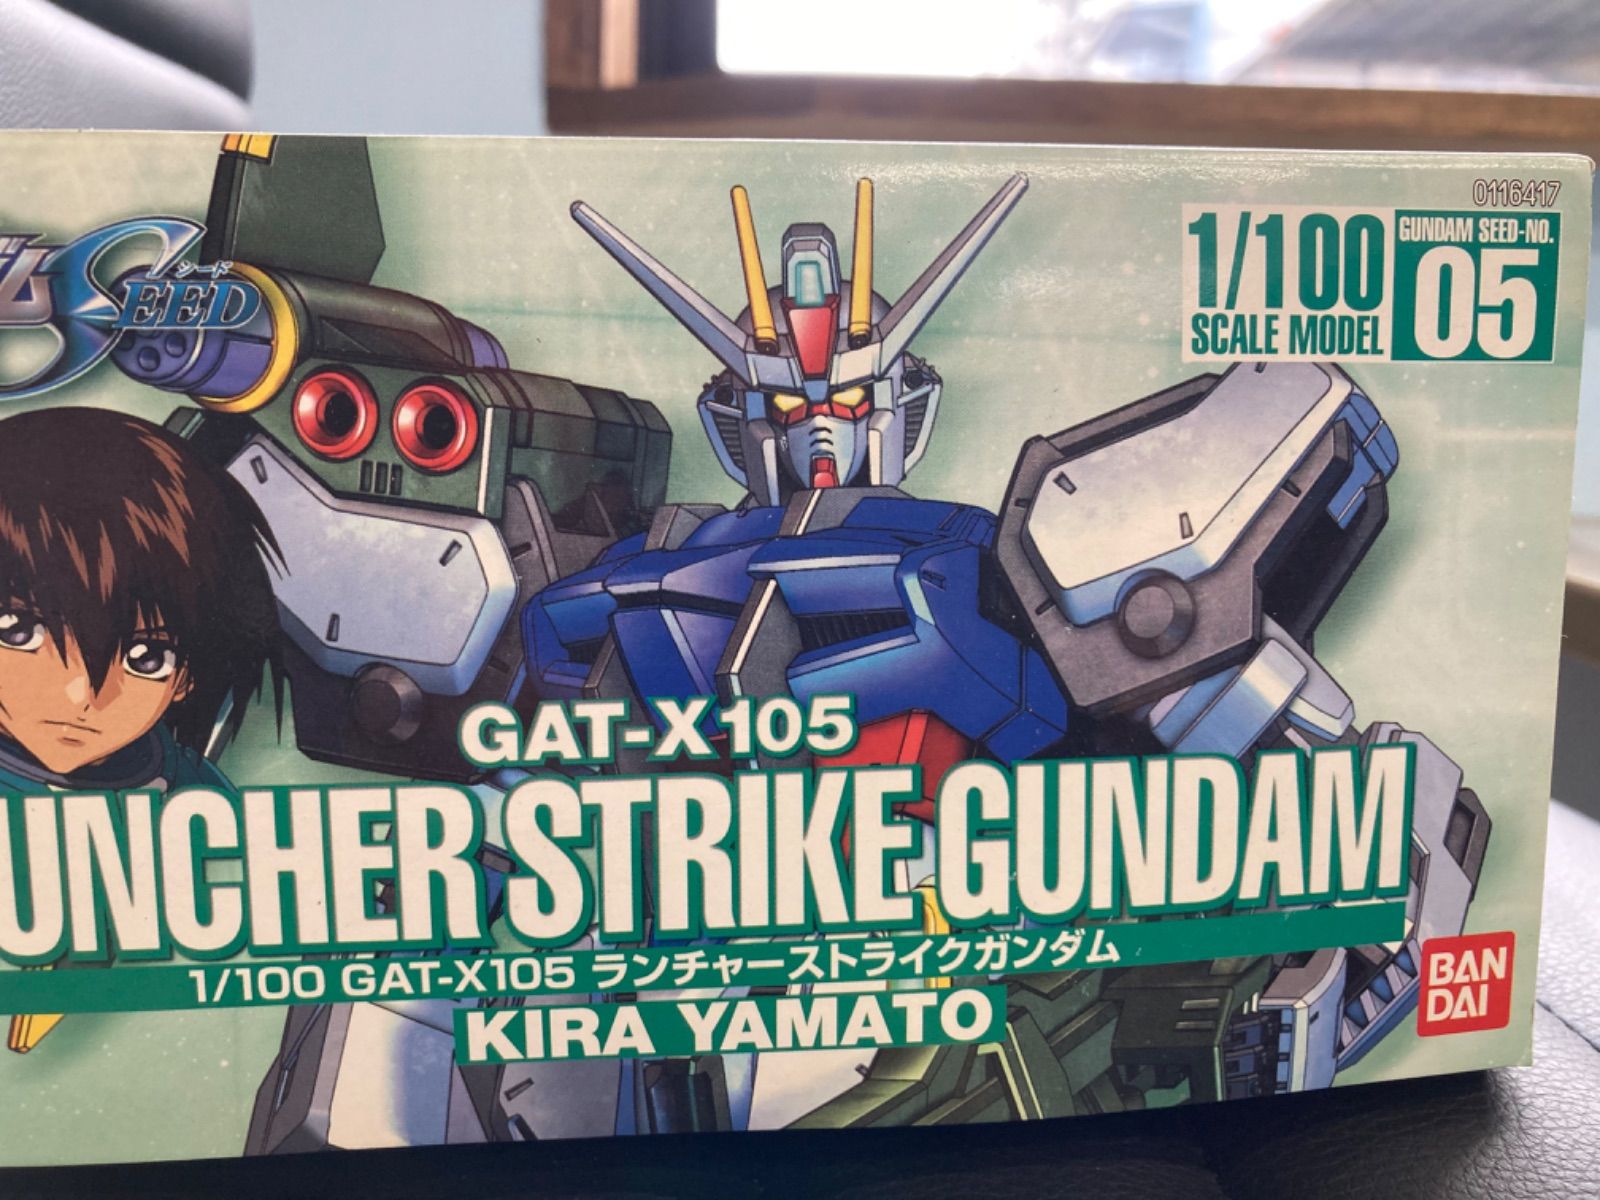 0116417
1/100
SCALE MODEL
GUNDAM SEED-NO.
05
ダム SEED
シード
GAT-X105
UNCHER STRIKE GUNDAM
1/100 GAT-X105 ランチャーストライクガンダム
KIRA YAMATO
BAN
DAI